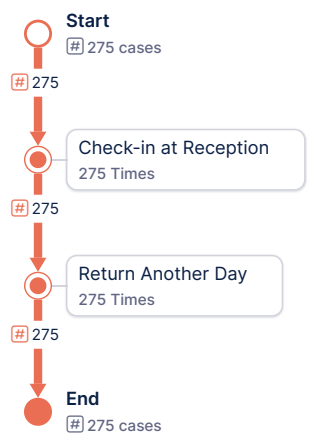 Start
# 275 cases
# 275
Check-in at Reception
275 Times
# 275
Return Another Day
275 Times
# 275
End
# 275 cases